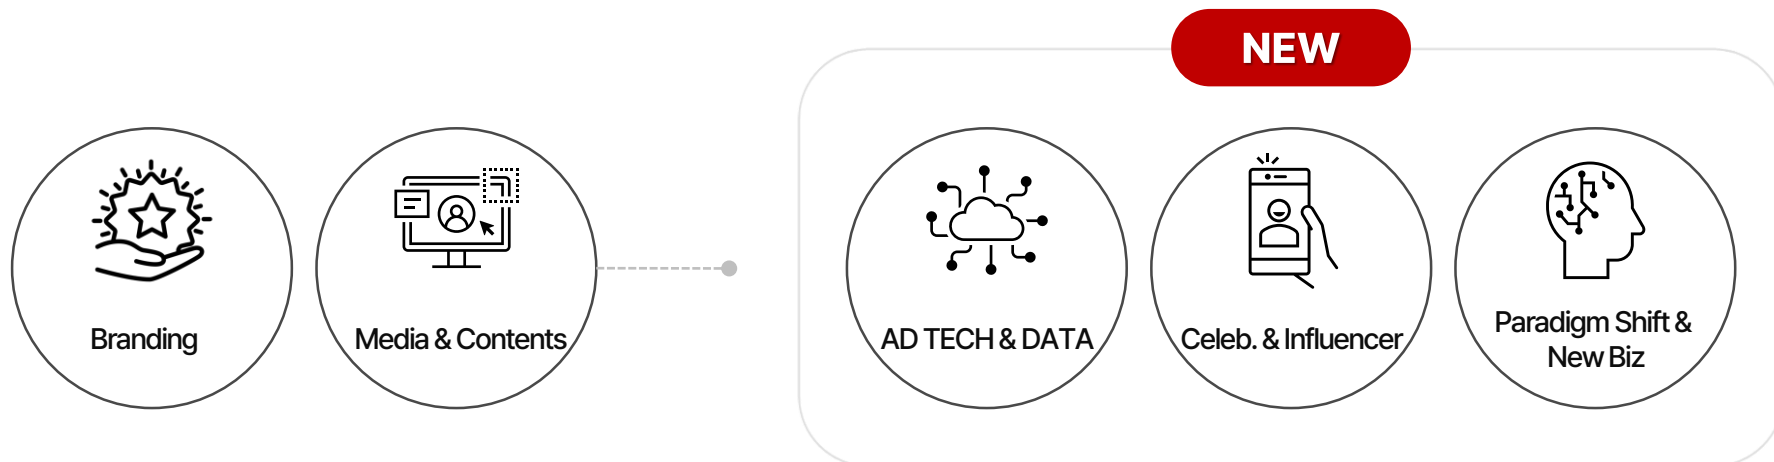 NEW
Branding
Media & Contents
AD TECH & DATA
Celeb. & Influencer
Paradigm Shift &
New Biz